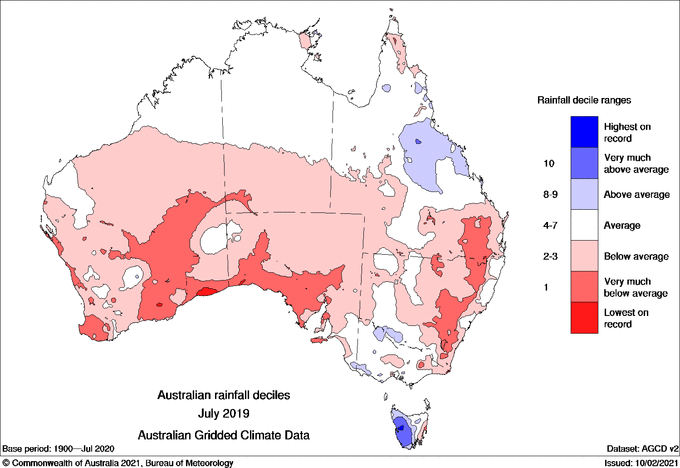 Rainfall decile ranges
Highest on
record
10
Very much
above average
8-9
Above average
4-7
Average
2-3
Below average
1
Very much
below average
Lowest on
record
Australian rainfall deciles
July 2019
Australian Gridded Climate Data
Base period: 1900—Jul 2020
Dataset: AGCD v2
© Commonwealth of Australia 2021, Bureau of Meteorology
Issued: 10/02/2021